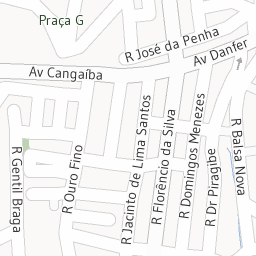 Praça G
R José da Penha
Av Danfer
Av Cangaíba
R Gentil Braga
R Ouro Fino
R Jacinto de Lima Santos
R Florêncio da Silva
R Domingos Menezes
R Dr Piragibe
R Balsa Nova